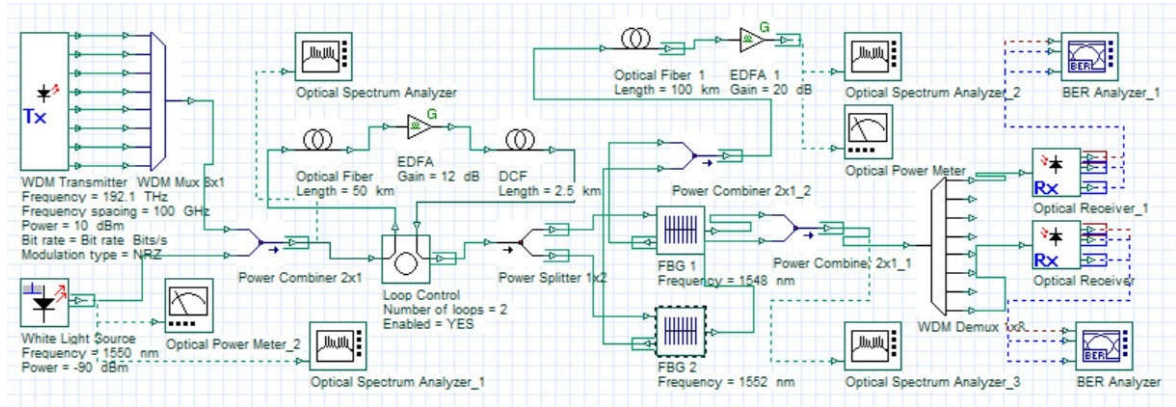 G
Optical Fiber 1
Length = 100 km
EDFA 1
Gain = 20 dB
Tx
Optical Spectrum Analyzer
Optical Spectrum Analyzer_2
BER
BER Analyzer_1
G
EDFA
Gain = 12 dB
Optical Fiber
Length = 50 km
DCF
Length = 2.5 km
Optical Power Meter
WDM Transmitter
WDM Mux 8x1
Frequency = 192.1 THz
Frequency spacing = 100 GHz
Power = 10 dBm
Bit rate = Bit rate Bits/s
Modulation type = NRZ
Power Combiner 2x1_2
Rx
Optical Receiver_1
Power Combiner 2x1
Power Splitter 1x2
FBG 1
Frequency = 1548 nm
Power Combiner 2x1_1
Rx
Optical Receiver
Loop Control
Number of loops = 2
Enabled = YES
WDM Demux 1x8
White Light Source
Frequency = 1550 nm
Power = -90 dBm
Optical Power Meter_2
Optical Spectrum Analyzer_1
FBG 2
Frequency = 1552 nm
Optical Spectrum Analyzer_3
BER
BER Analyzer